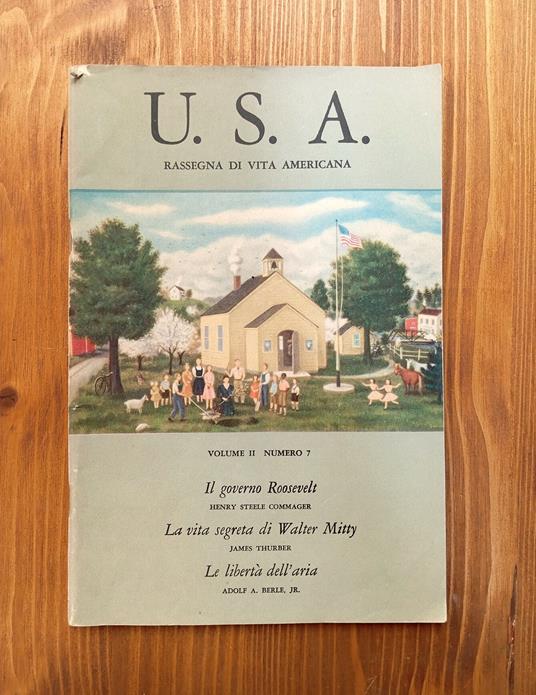 U. S. A.
RASSEGNA DI VITA AMERICANA
VOLUME II NUMERO 7
Il governo Roosevelt
HENRY STEELE COMMAGER
La vita segreta di Walter Mitty
JAMES THURBER
Le libertà dell'aria
ADOLF A. BERLE, JR.